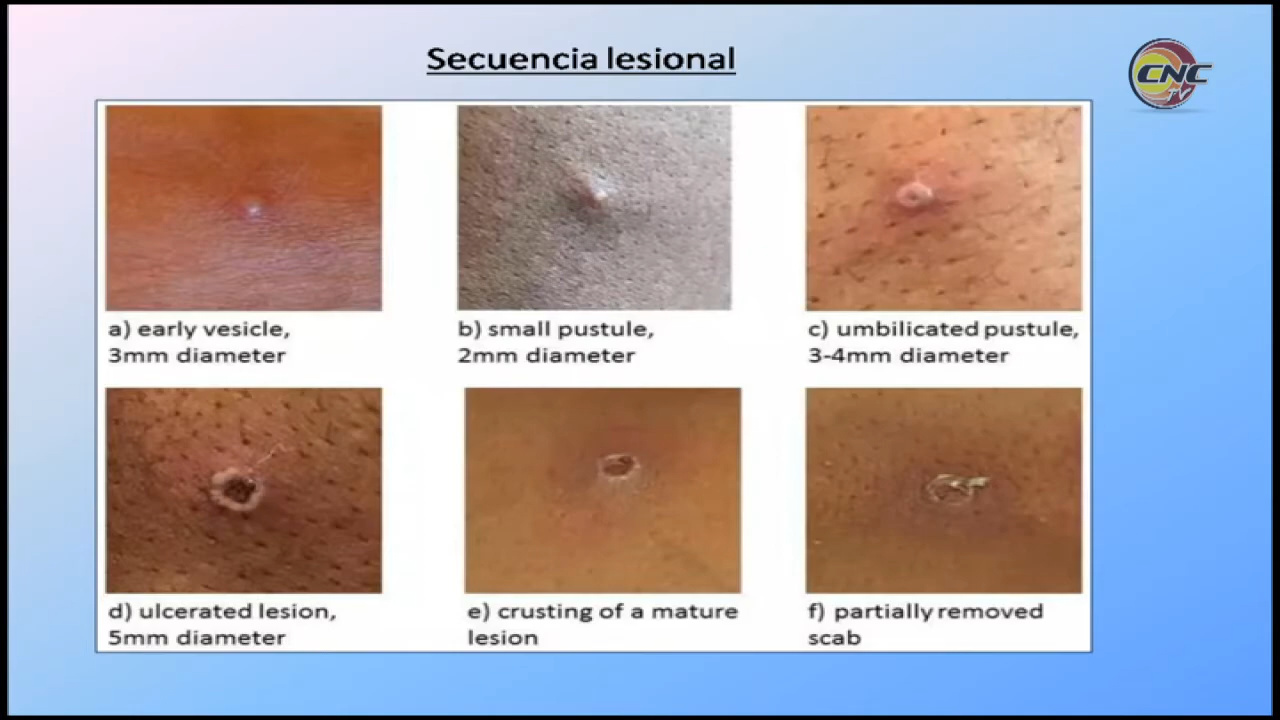 Secuencia lesional
CNC
TV
a) early vesicle,
3mm diameter
b) small pustule,
2mm diameter
c) umbilicated pustule,
3-4mm diameter
d) ulcerated lesion,
5mm diameter
e) crusting of a mature
lesion
f) partially removed
scab